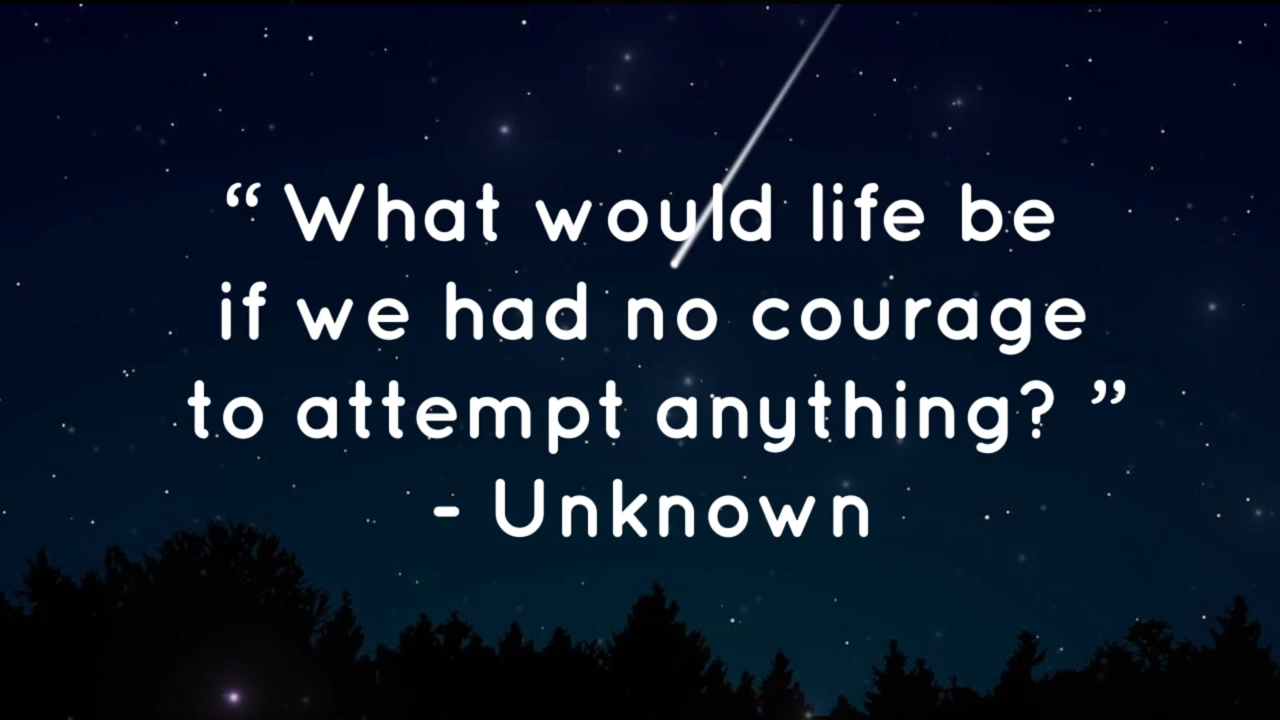 “ What would life be
if we had no courage
to attempt anything? ”
- Unknown